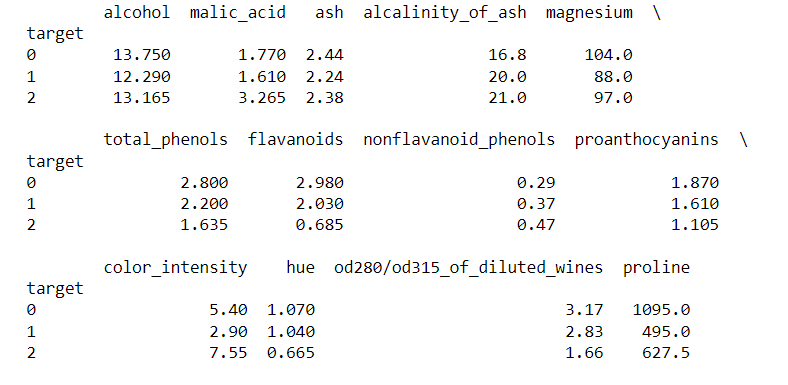 alcohol malic_acid ash alcalinity_of_ash magnesium \
target
0 13.750 1.770 2.44 16.8 104.0
1 12.290 1.610 2.24 20.0 88.0
2 13.165 3.265 2.38 21.0 97.0
total_phenols flavanoids nonflavanoid_phenols proanthocyanins \
target
0 2.800 2.980 0.29 1.870
1 2.200 2.030 0.37 1.610
2 1.635 0.685 0.47 1.105
color_intensity hue od280/od315_of_diluted_wines proline
target
0 5.40 1.070 3.17 1095.0
1 2.90 1.040 2.83 495.0
2 7.55 0.665 1.66 627.5